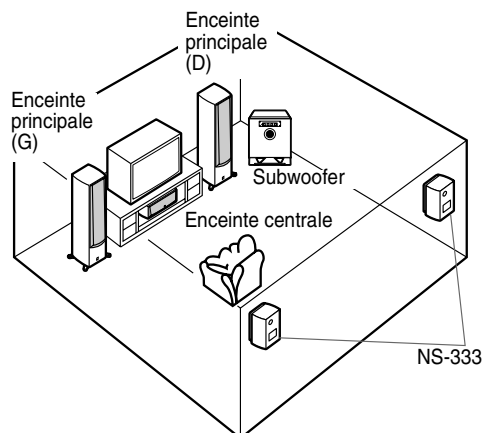 Enceinte
principale
(D)
Enceinte
principale
(G)
Subwoofer
Enceinte centrale
NS-333